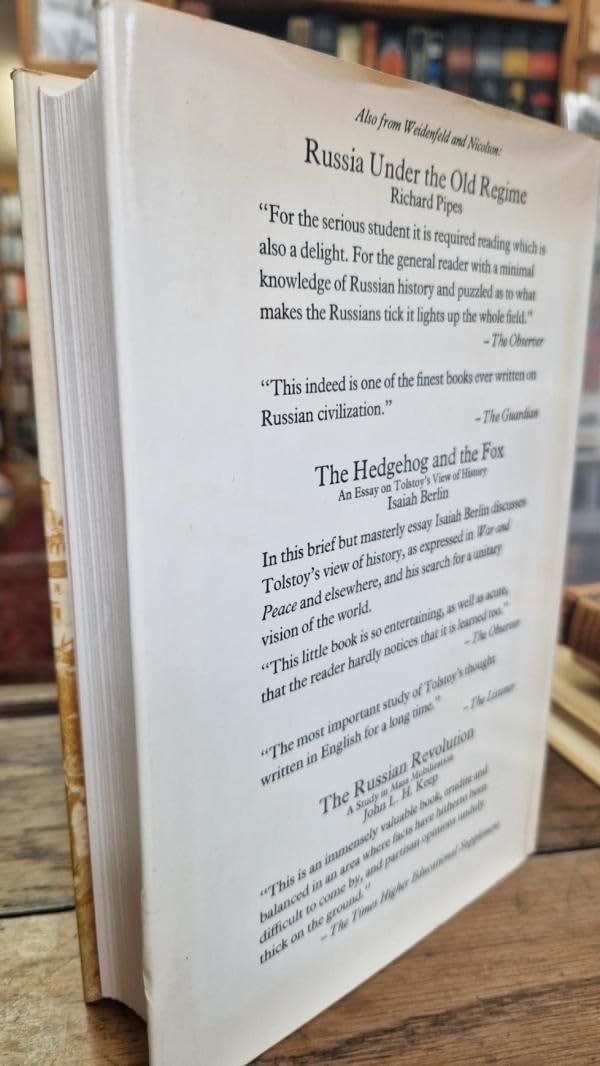 Also from Weidenfeld and Nicolson:
Russia Under the Old Regime
Richard Pipes
“For the serious student it is required reading which is
also a delight. For the general reader with a minimal
knowledge of Russian history and puzzled as to what
makes the Russians tick it lights up the whole field.”
– The Observer
“This indeed is one of the finest books ever written on
Russian civilization.”
– The Guardian
The Hedgehog and the Fox
An Essay on Tolstoy's View of History
Isaiah Berlin
In this brief but masterly essay Isaiah Berlin discusses
Tolstoy's view of history, as expressed in War and
Peace and elsewhere, and his search for a unitary
vision of the world.
“This little book is so entertaining, as well as acute,
that the reader hardly notices that it is learned too.”
– The Observer
“The most important study of Tolstoy's thought
written in English for a long time.”
– The Listener
The Russian Revolution
A Study in Mass Mobilization
John L. H. Keep
“This is an immensely valuable book, erudite and
balanced in an area where facts have hitherto been
difficult to come by, and partisan opinions unduly
thick on the ground.”
– The Times Higher Educational Supplement